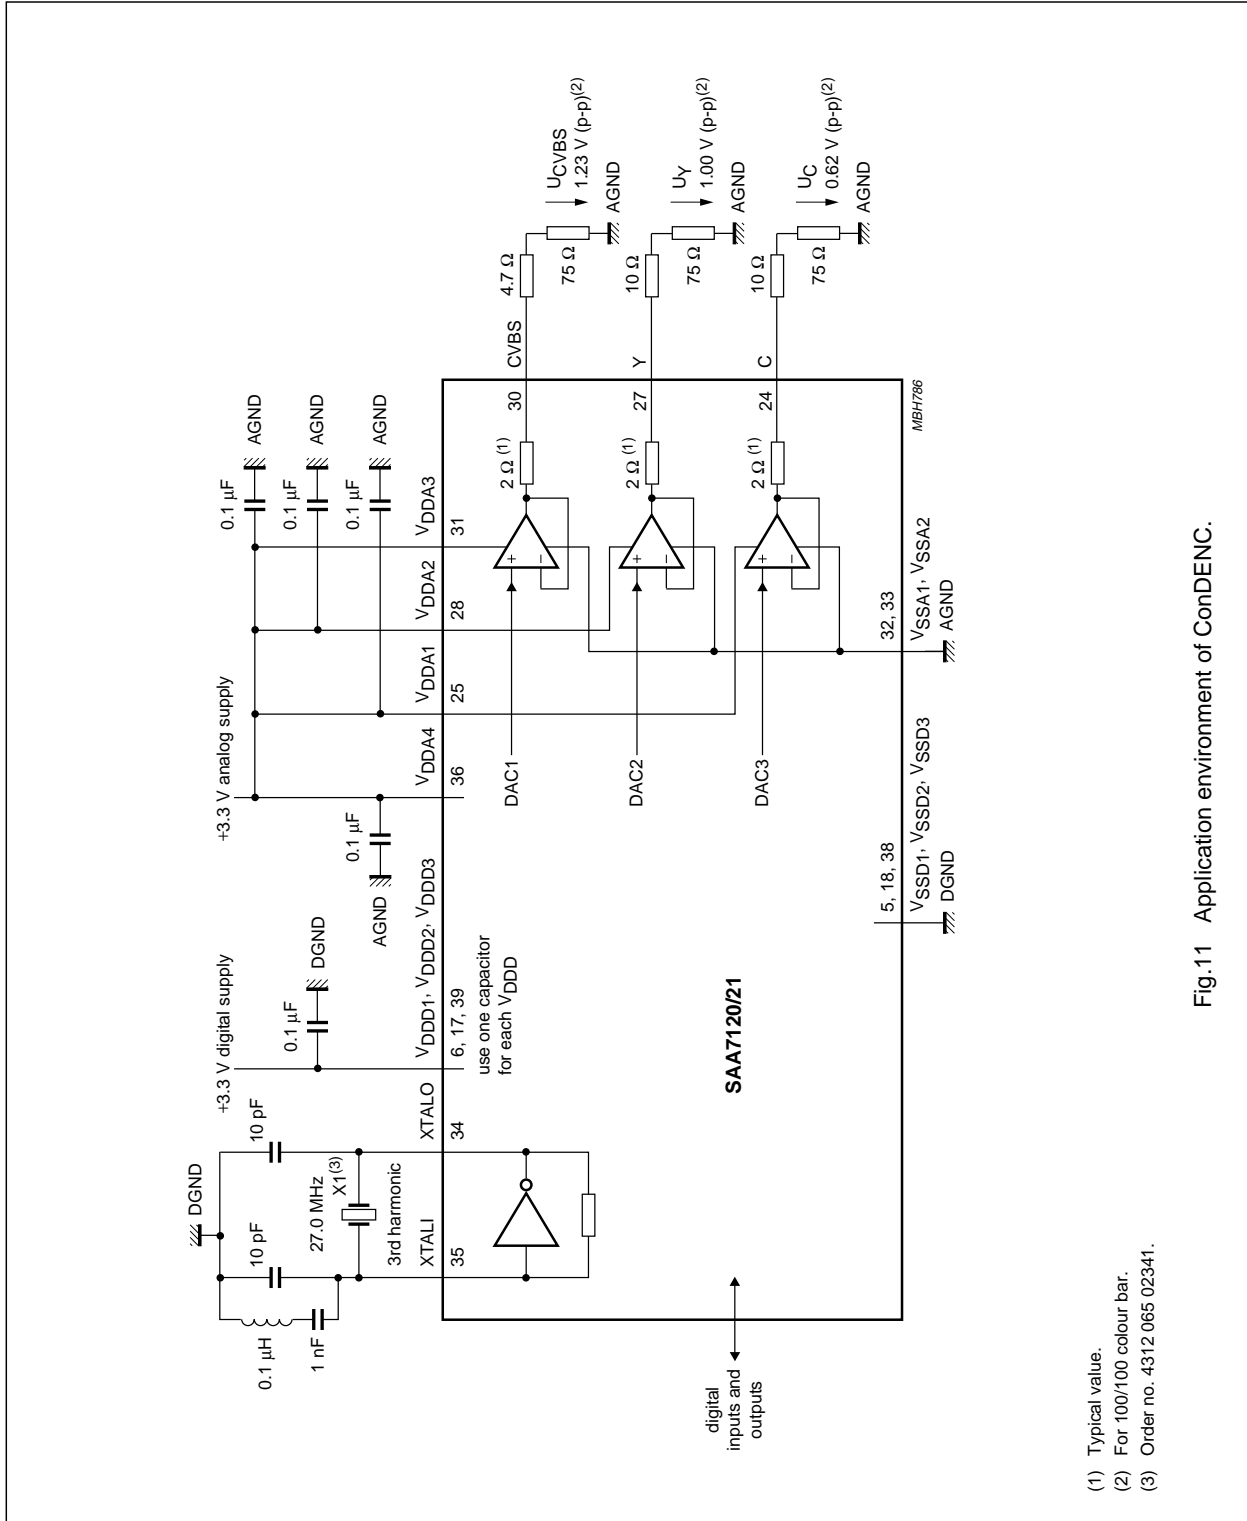 DGND
0.1 µH
1 nF
10 pF
10 pF
27.0 MHz
X1(3)
3rd harmonic
XTALI
XTALO
35
34
+3.3 V digital supply
0.1 µF
DGND
VDDD1, VDDD2, VDDD3
6, 17, 39
use one capacitor
for each VDDD
+3.3 V analog supply
0.1 µF
AGND
VDDA4
VDDA1
VDDA2
VDDA3
36
25
28
31
0.1 µF
AGND
0.1 µF
AGND
0.1 µF
AGND
DAC1
+
−
2 Ω (1)
30
CVBS
4.7 Ω
75 Ω
UCVBS
1.23 V (p-p)(2)
AGND
DAC2
+
−
2 Ω (1)
27
Y
10 Ω
75 Ω
UY
1.00 V (p-p)(2)
AGND
DAC3
+
−
2 Ω (1)
24
C
10 Ω
75 Ω
UC
0.62 V (p-p)(2)
AGND
digital
inputs and
outputs
SAA7120/21
5, 18, 38
VSSD1, VSSD2, VSSD3
DGND
32, 33
VSSA1, VSSA2
AGND
MBH786
(1) Typical value.
(2) For 100/100 colour bar.
(3) Order no. 4312 065 02341.
Fig.11 Application environment of ConDENC.